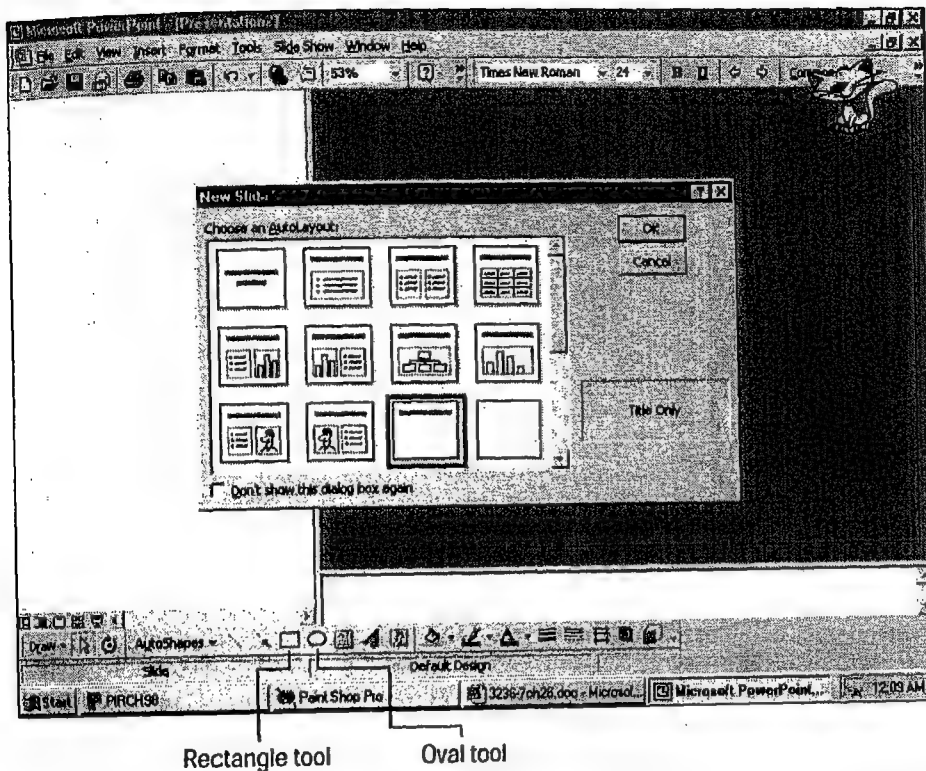 Microsoft PowerPoint - [Presentation2]
File Edit View Insert Format Tools Slide Show Window Help
53% Times New Roman 24 B
New Slide
Choose an AutoLayout:
OK
Cancel
Title Only
Don't show this dialog box again
Draw AutoShapes
Slide Default Design
Start PIRCH98 Paint Shop Pro Microsoft PowerPoint... 12:09 AM
Rectangle tool Oval tool